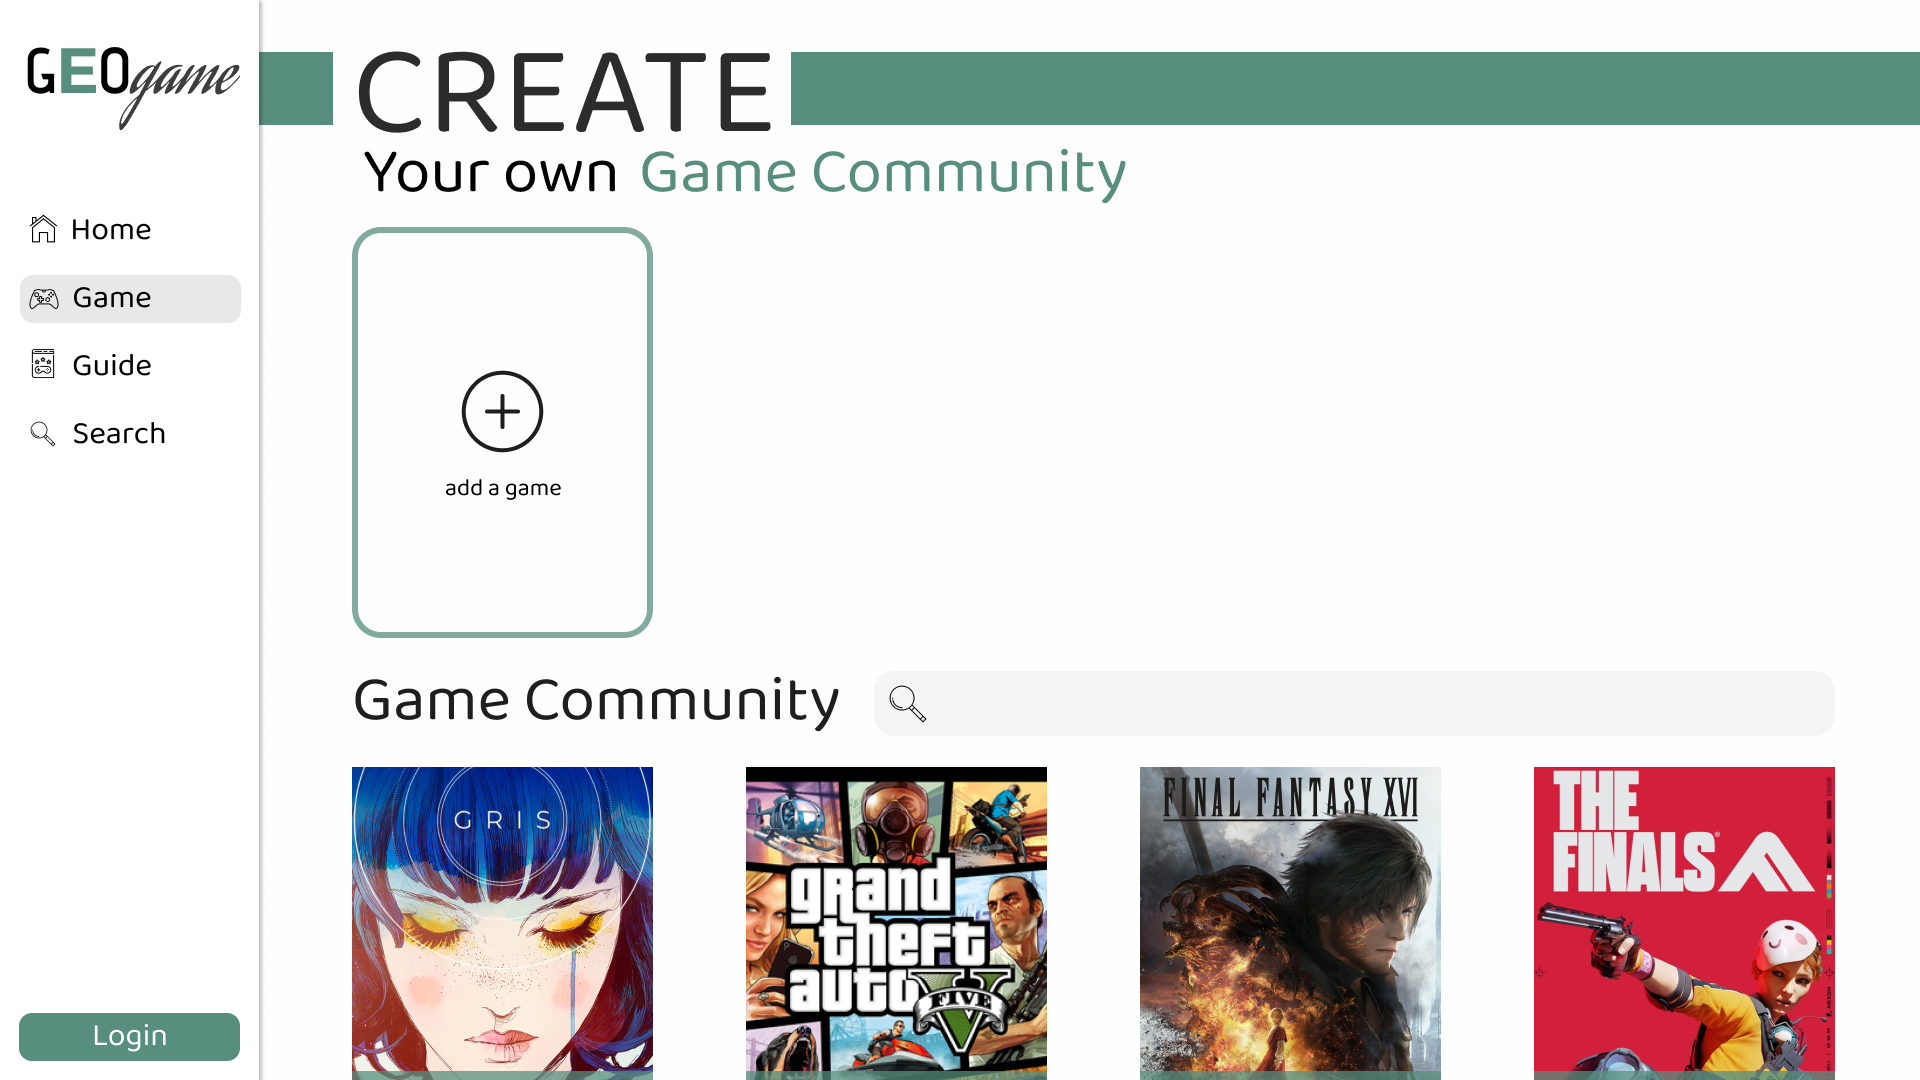 GEOgame
Home
Game
Guide
Search
Login
CREATE
Your own Game Community
add a game
Game Community
GRIS
grand
theft
auto
FIVE
FINAL FANTASY XVI
THE
FINALS
NEXON